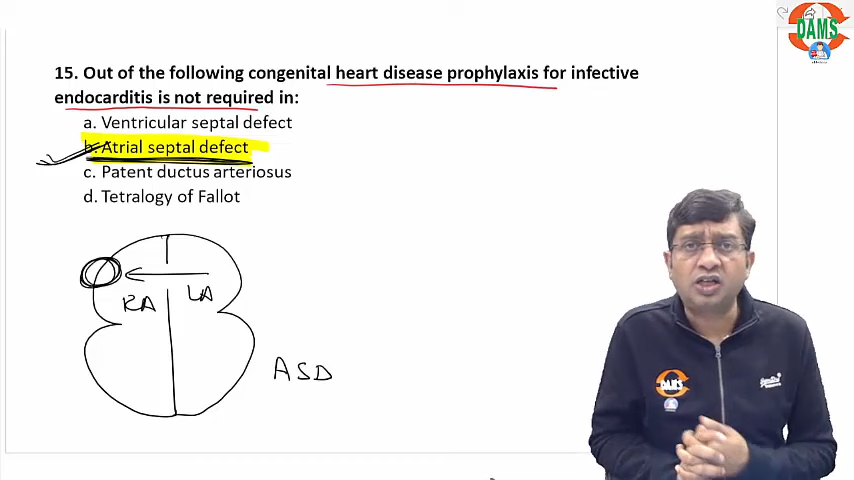 DAMS
15. Out of the following congenital heart disease prophylaxis for infective
endocarditis is not required in:
a. Ventricular septal defect
b. Atrial septal defect
c. Patent ductus arteriosus
d. Tetralogy of Fallot
RA LA
ASD
DAMS